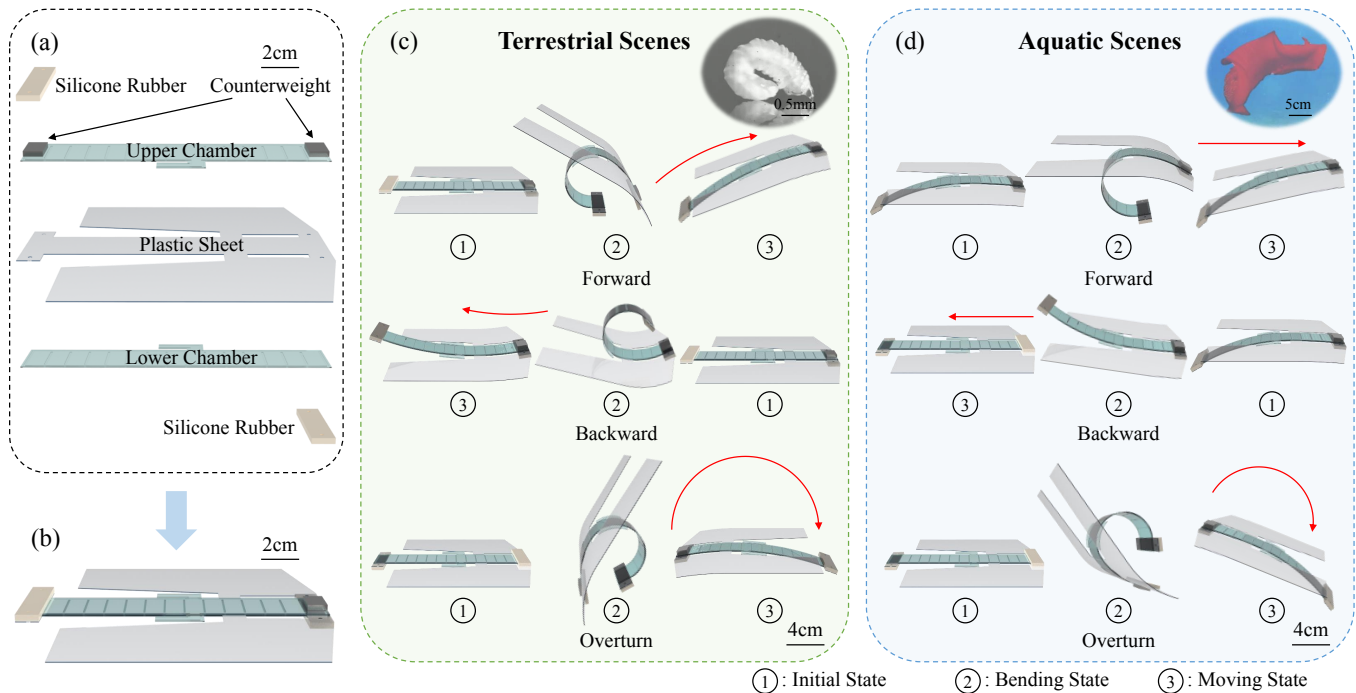 (a)
2cm
Silicone Rubber
Counterweight
Upper Chamber
Plastic Sheet
Lower Chamber
Silicone Rubber
(b)
2cm
(c)
Terrestrial Scenes
0.5mm
1
2
3
Forward
3
2
1
Backward
1
2
3
Overturn
4cm
(d)
Aquatic Scenes
5cm
1
2
3
Forward
3
2
1
Backward
1
2
3
Overturn
4cm
1 : Initial State
2 : Bending State
3 : Moving State